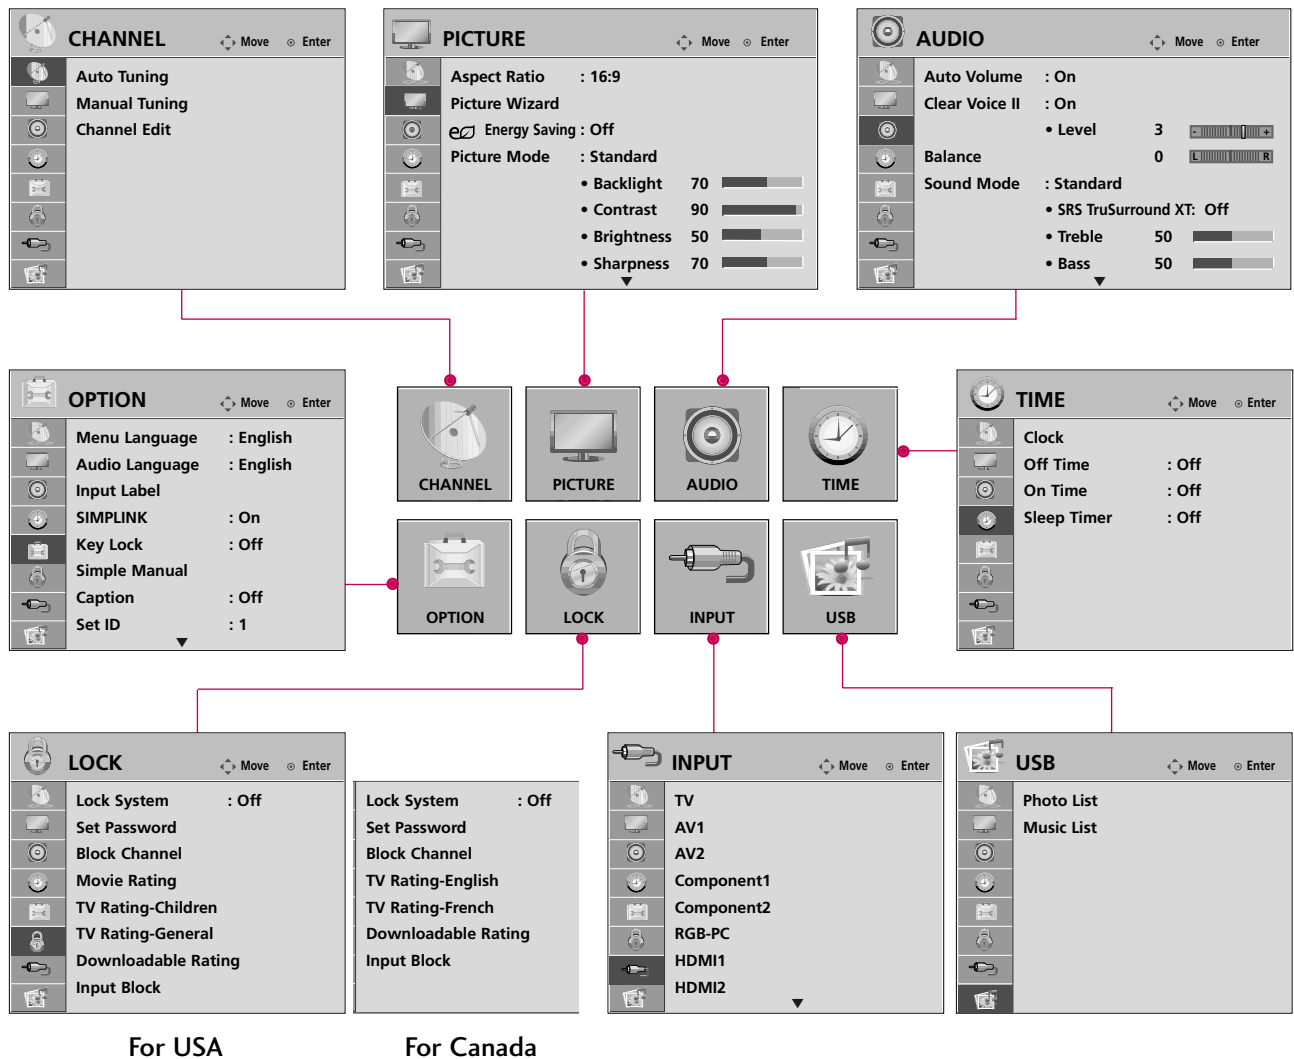 CHANNEL Move Enter
Auto Tuning
Manual Tuning
Channel Edit
PICTURE Move Enter
Aspect Ratio : 16:9
Picture Wizard
Energy Saving : Off
Picture Mode : Standard
• Backlight 70
• Contrast 90
• Brightness 50
• Sharpness 70
AUDIO Move Enter
Auto Volume : On
Clear Voice II : On
• Level 3 - +
Balance 0 L R
Sound Mode : Standard
• SRS TruSurround XT: Off
• Treble 50
• Bass 50
OPTION Move Enter
Menu Language : English
Audio Language : English
Input Label
SIMPLINK : On
Key Lock : Off
Simple Manual
Caption : Off
Set ID : 1
CHANNEL
PICTURE
AUDIO
TIME
OPTION
LOCK
INPUT
USB
TIME Move Enter
Clock
Off Time : Off
On Time : Off
Sleep Timer : Off
LOCK Move Enter
Lock System : Off
Set Password
Block Channel
Movie Rating
TV Rating-Children
TV Rating-General
Downloadable Rating
Input Block
For USA
Lock System : Off
Set Password
Block Channel
TV Rating-English
TV Rating-French
Downloadable Rating
Input Block
For Canada
INPUT Move Enter
TV
AV1
AV2
Component1
Component2
RGB-PC
HDMI1
HDMI2
USB Move Enter
Photo List
Music List